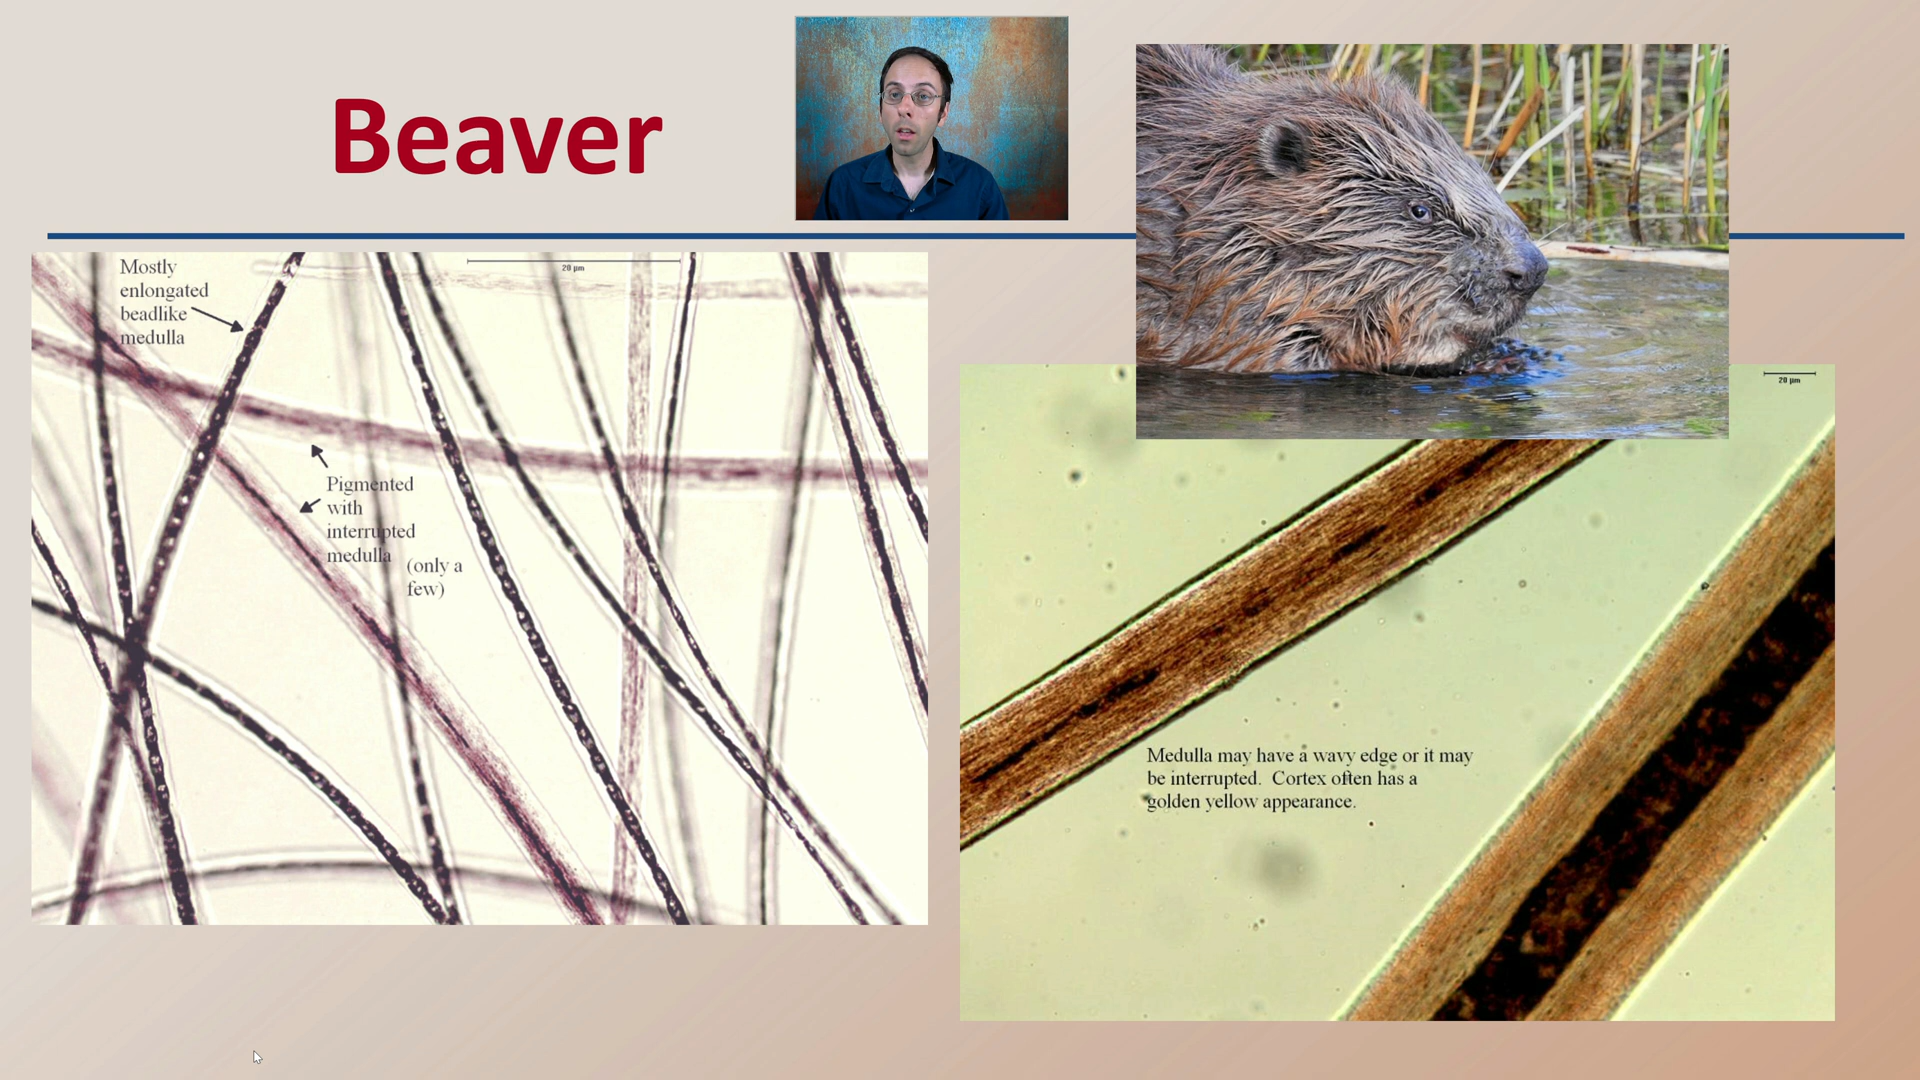 Beaver
Mostly
enlongated
beadlike
medulla
20 µm
Pigmented
with
interrupted
medulla
(only a
few)
20 µm
Medulla may have a wavy edge or it may
be interrupted. Cortex often has a
golden yellow appearance.